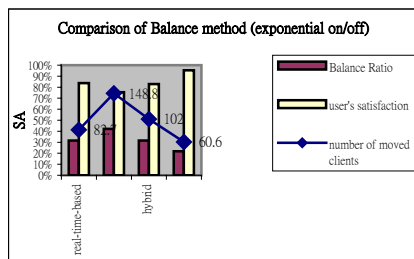 Comparison of Balance method (exponential on/off)
SA
100%
90%
80%
70%
60%
50%
40%
30%
20%
10%
0%
82.7
148.8
102
60.6
real-time-based
hybrid
Balance Ratio
user's satisfaction
number of moved
clients